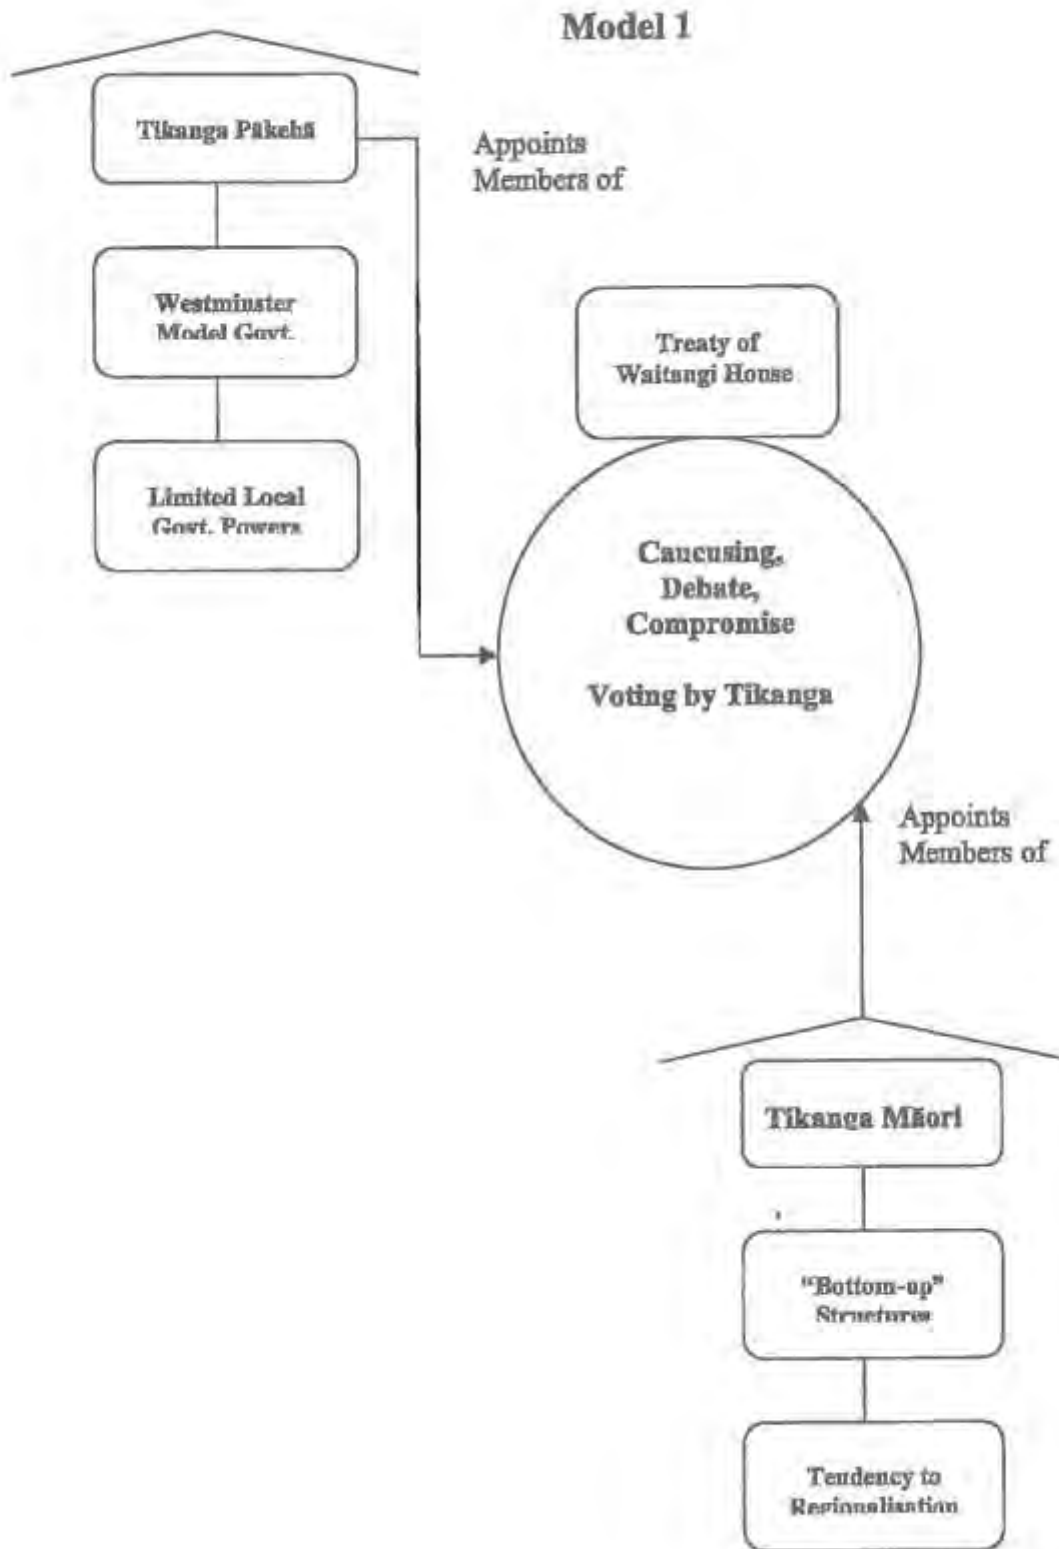 Model 1
Tikanga Pākehā
Appoints
Members of
Westminster
Model Govt.
Treaty of
Waitangi House
Limited Local
Govt. Powers
Caucusing,
Debate,
Compromise
Voting by Tikanga
Appoints
Members of
Tikanga Māori
“Bottom-up”
Structures
Tendency to
Regionalisation